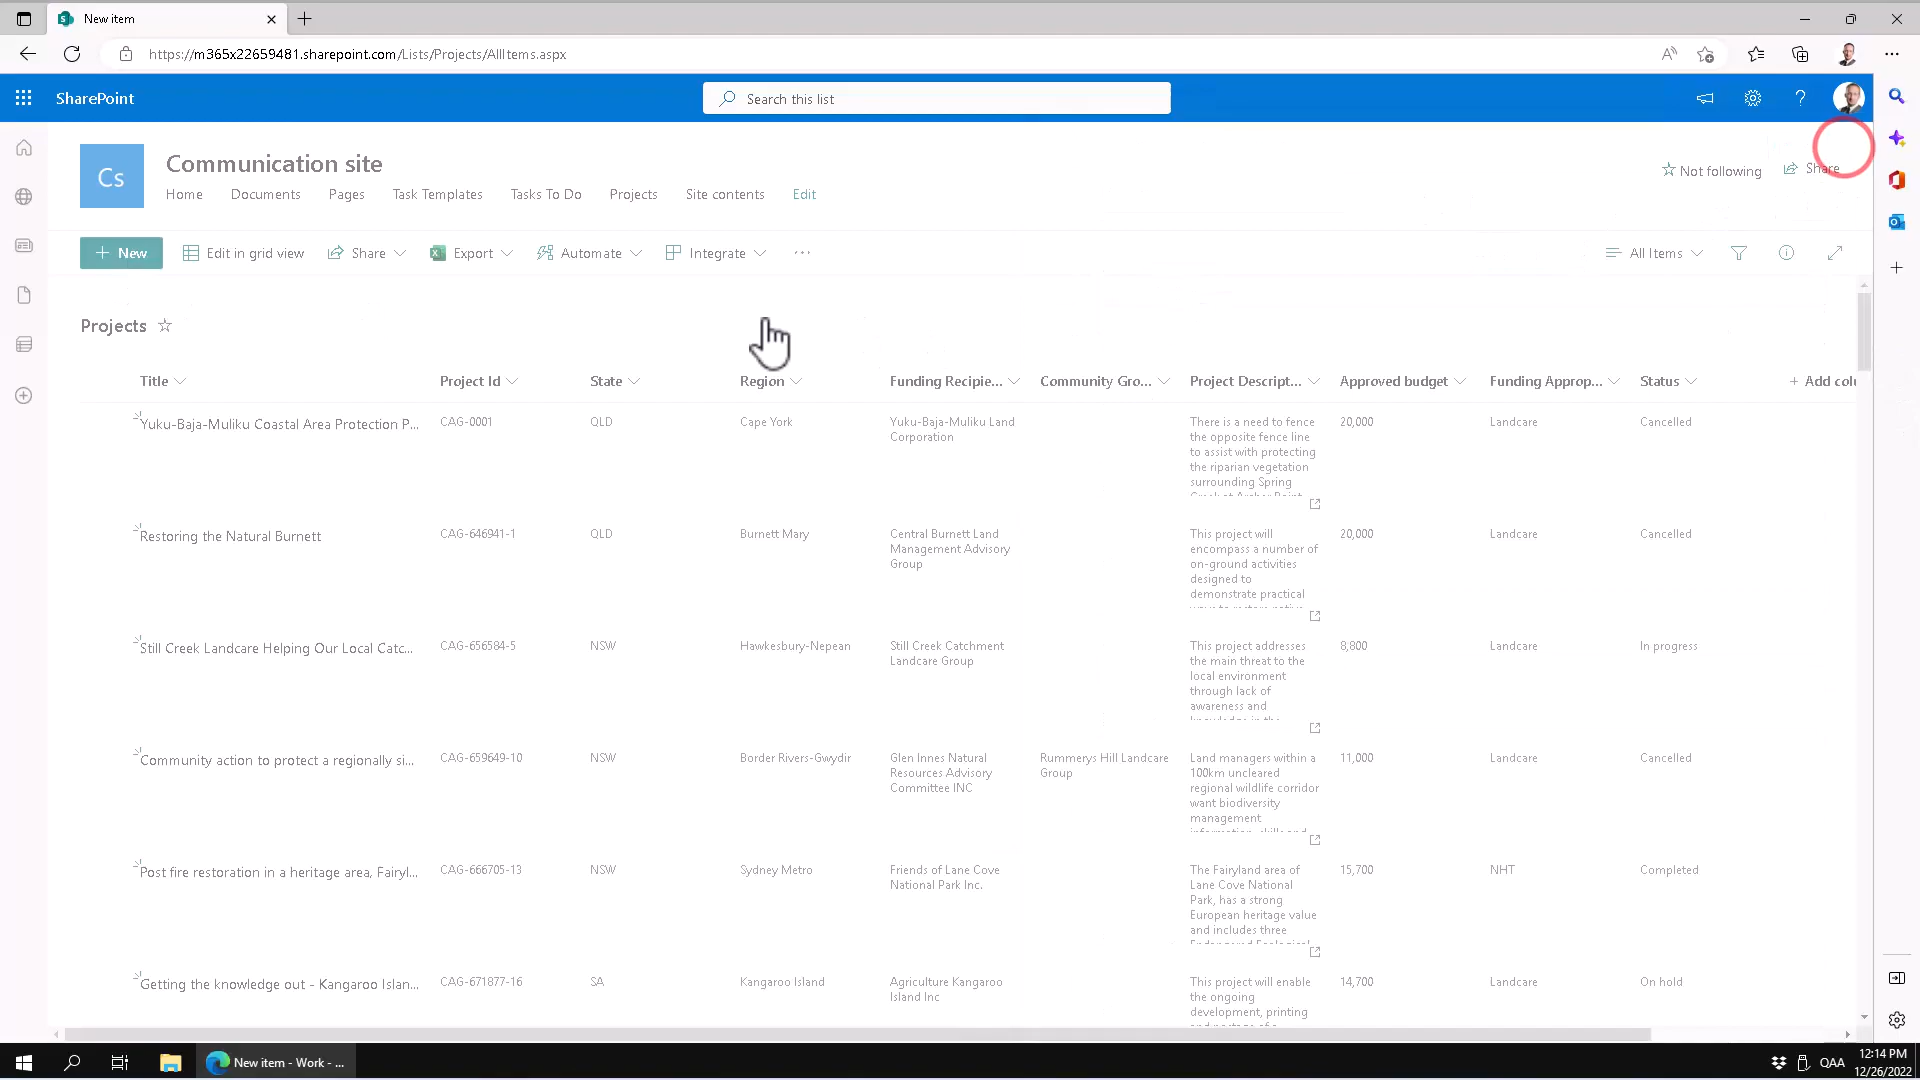 New item
https://m365x22659481.sharepoint.com/Lists/Projects/AllItems.aspx
SharePoint
Search this list
Cs
Communication site
Home Documents Pages Task Templates Tasks To Do Projects Site contents Edit
Not following
Share
+ New Edit in grid view Share Export Automate Integrate ...
All Items
Projects
Title Project Id State Region Funding Recipie... Community Gro... Project Descript... Approved budget Funding Approp... Status + Add colu
Yuku-Baja-Muliku Coastal Area Protection P...
CAG-0001
QLD
Cape York
Yuku-Baja-Muliku Land
Corporation
There is a need to fence
the opposite fence line
to assist with protecting
the riparian vegetation
surrounding Spring
Creek at Archer Point
20,000
Landcare
Cancelled
Restoring the Natural Burnett
CAG-646941-1
QLD
Burnett Mary
Central Burnett Land
Management Advisory
Group
This project will
encompass a number of
on-ground activities
designed to
demonstrate practical
20,000
Landcare
Cancelled
Still Creek Landcare Helping Our Local Catc...
CAG-656584-5
NSW
Hawkesbury-Nepean
Still Creek Catchment
Landcare Group
This project addresses
the main threat to the
local environment
through lack of
awareness and
8,800
Landcare
In progress
Community action to protect a regionally si...
CAG-659649-10
NSW
Border Rivers-Gwydir
Glen Innes Natural
Resources Advisory
Committee INC
Rummerys Hill Landcare
Group
Land managers within a
100km uncleared
regional wildlife corridor
want biodiversity
management
11,000
Landcare
Cancelled
Post fire restoration in a heritage area, Fairyl...
CAG-666705-13
NSW
Sydney Metro
Friends of Lane Cove
National Park Inc.
The Fairyland area of
Lane Cove National
Park, has a strong
European heritage value
and includes three
15,700
NHT
Completed
Getting the knowledge out - Kangaroo Islan...
CAG-671877-16
SA
Kangaroo Island
Agriculture Kangaroo
Island Inc
This project will enable
the ongoing
development, printing
14,700
Landcare
On hold
New item - Work - ...
QAA
12:14 PM
12/26/2022